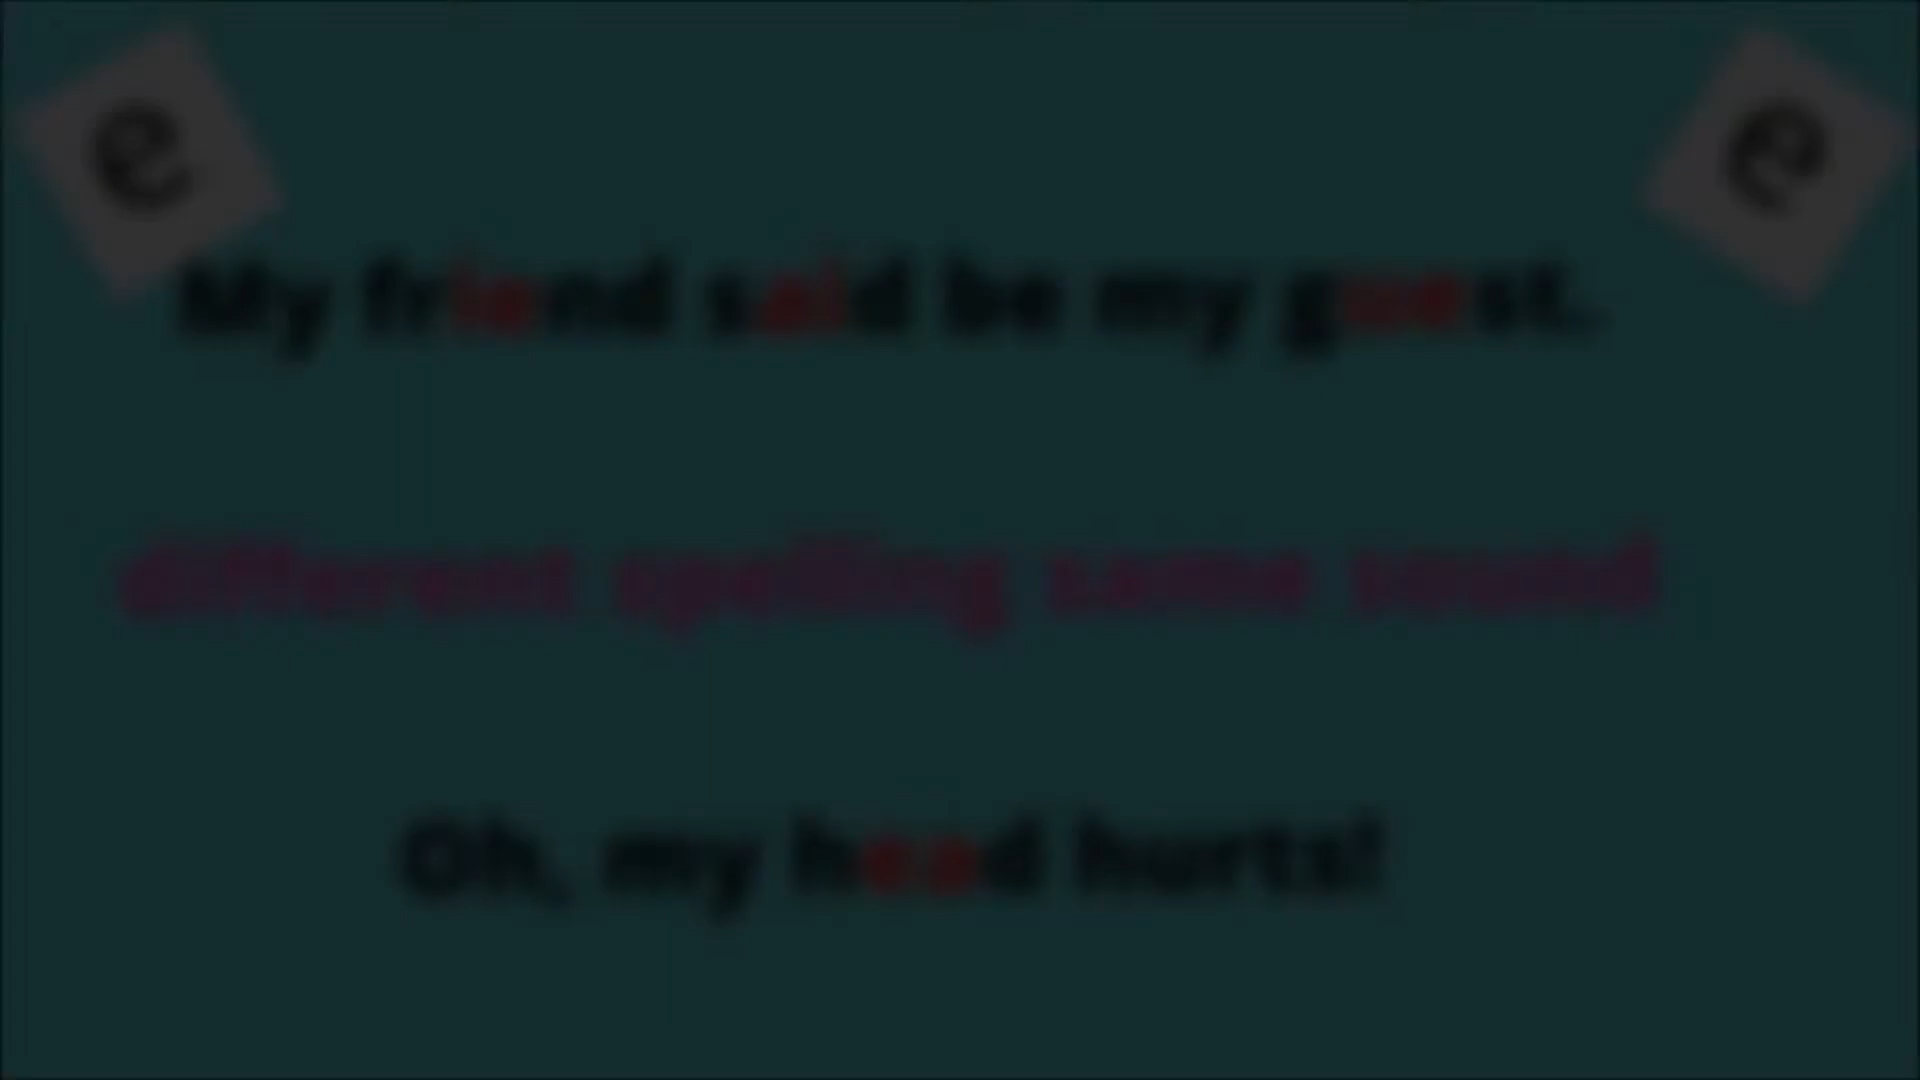 e e
My friend said be my guest.
different spelling same sound
Oh, my head hurts!